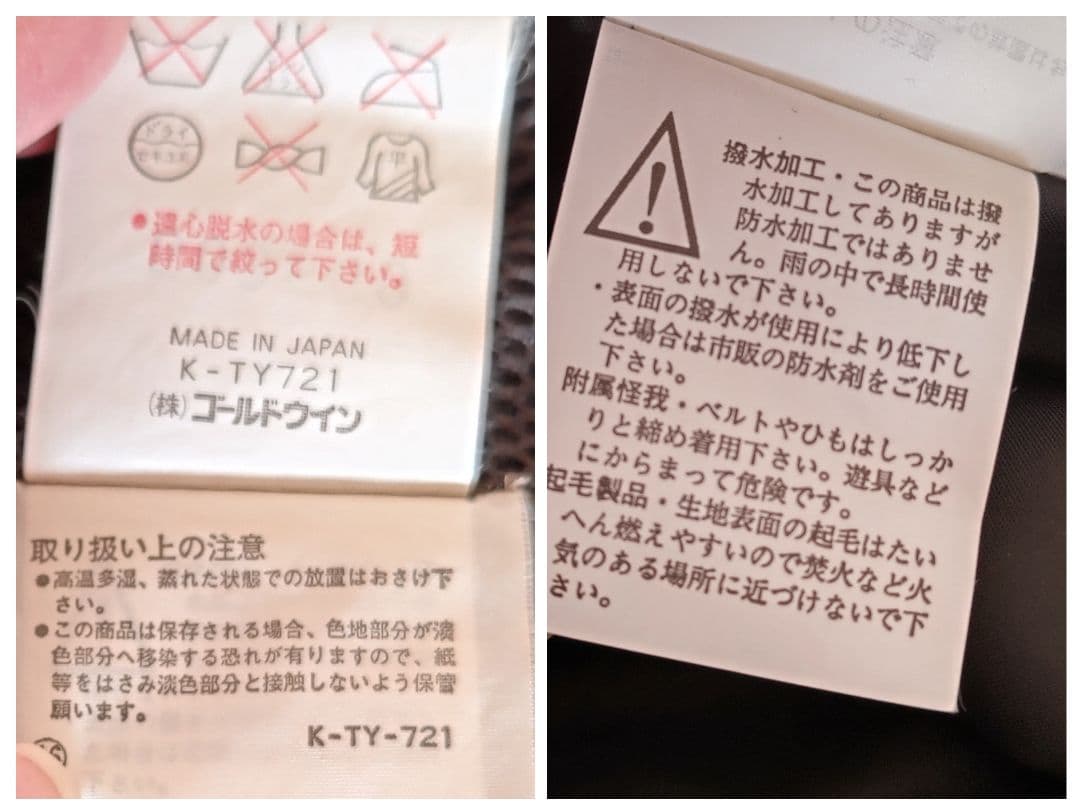 ドライ
セキユ系
平
●遠心脱水の場合は、短
時間で絞って下さい。
MADE IN JAPAN
K-TY721
(株)ゴールドウイン
取り扱い上の注意
●高温多湿、蒸れた状態での放置はおさけ下
さい。
●この商品は保存される場合、色地部分が淡
色部分へ移染する恐れが有りますので、紙
等をはさみ淡色部分と接触しないよう保管
願います。
K-TY-721
撥水加工・この商品は撥
水加工してありますが
防水加工ではありませ
ん。雨の中で長時間使
用しないで下さい。
・表面の撥水が使用により低下し
た場合は市販の防水剤をご使用
下さい。
附属怪我・ベルトやひもはしっか
りと締め着用下さい。遊具など
にからまって危険です。
起毛製品・生地表面の起毛はたい
へん燃えやすいので焚火など火
気のある場所に近づけないで下
さい。